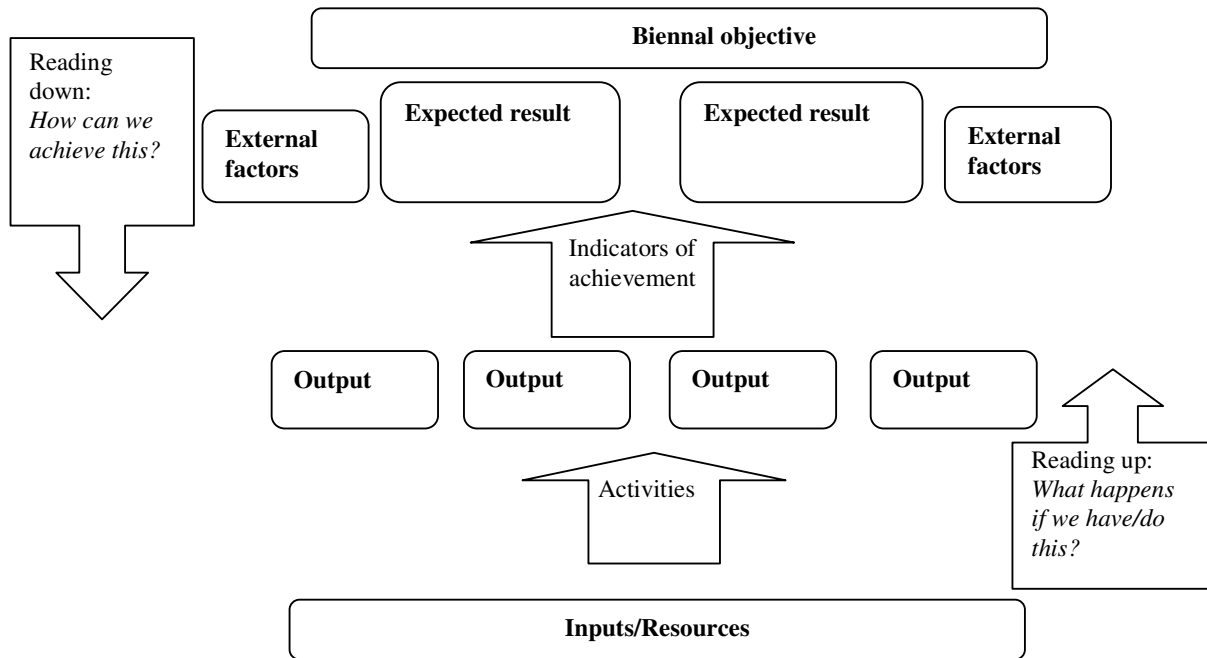 Biennal objective
Reading
down:
How can we
achieve this?
External
factors
Expected result
Expected result
External
factors
Indicators of
achievement
Output
Output
Output
Output
Activities
Reading up:
What happens
if we have/do
this?
Inputs/Resources